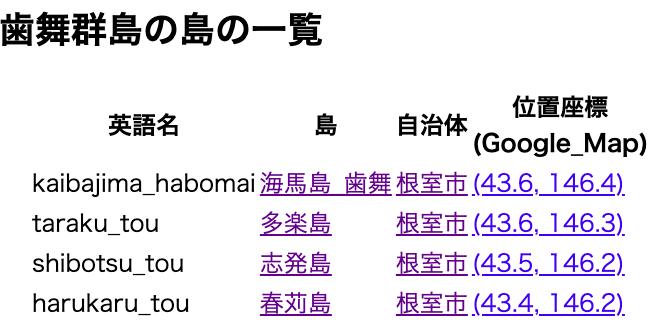 歯舞群島の島の一覧
英語名 島 自治体 位置座標
(Google_Map)
kaibajima_habomai 海馬島_歯舞 根室市 (43.6, 146.4)
taraku_tou 多楽島 根室市 (43.6, 146.3)
shibotsu_tou 志発島 根室市 (43.5, 146.2)
harukaru_tou 春苅島 根室市 (43.4, 146.2)